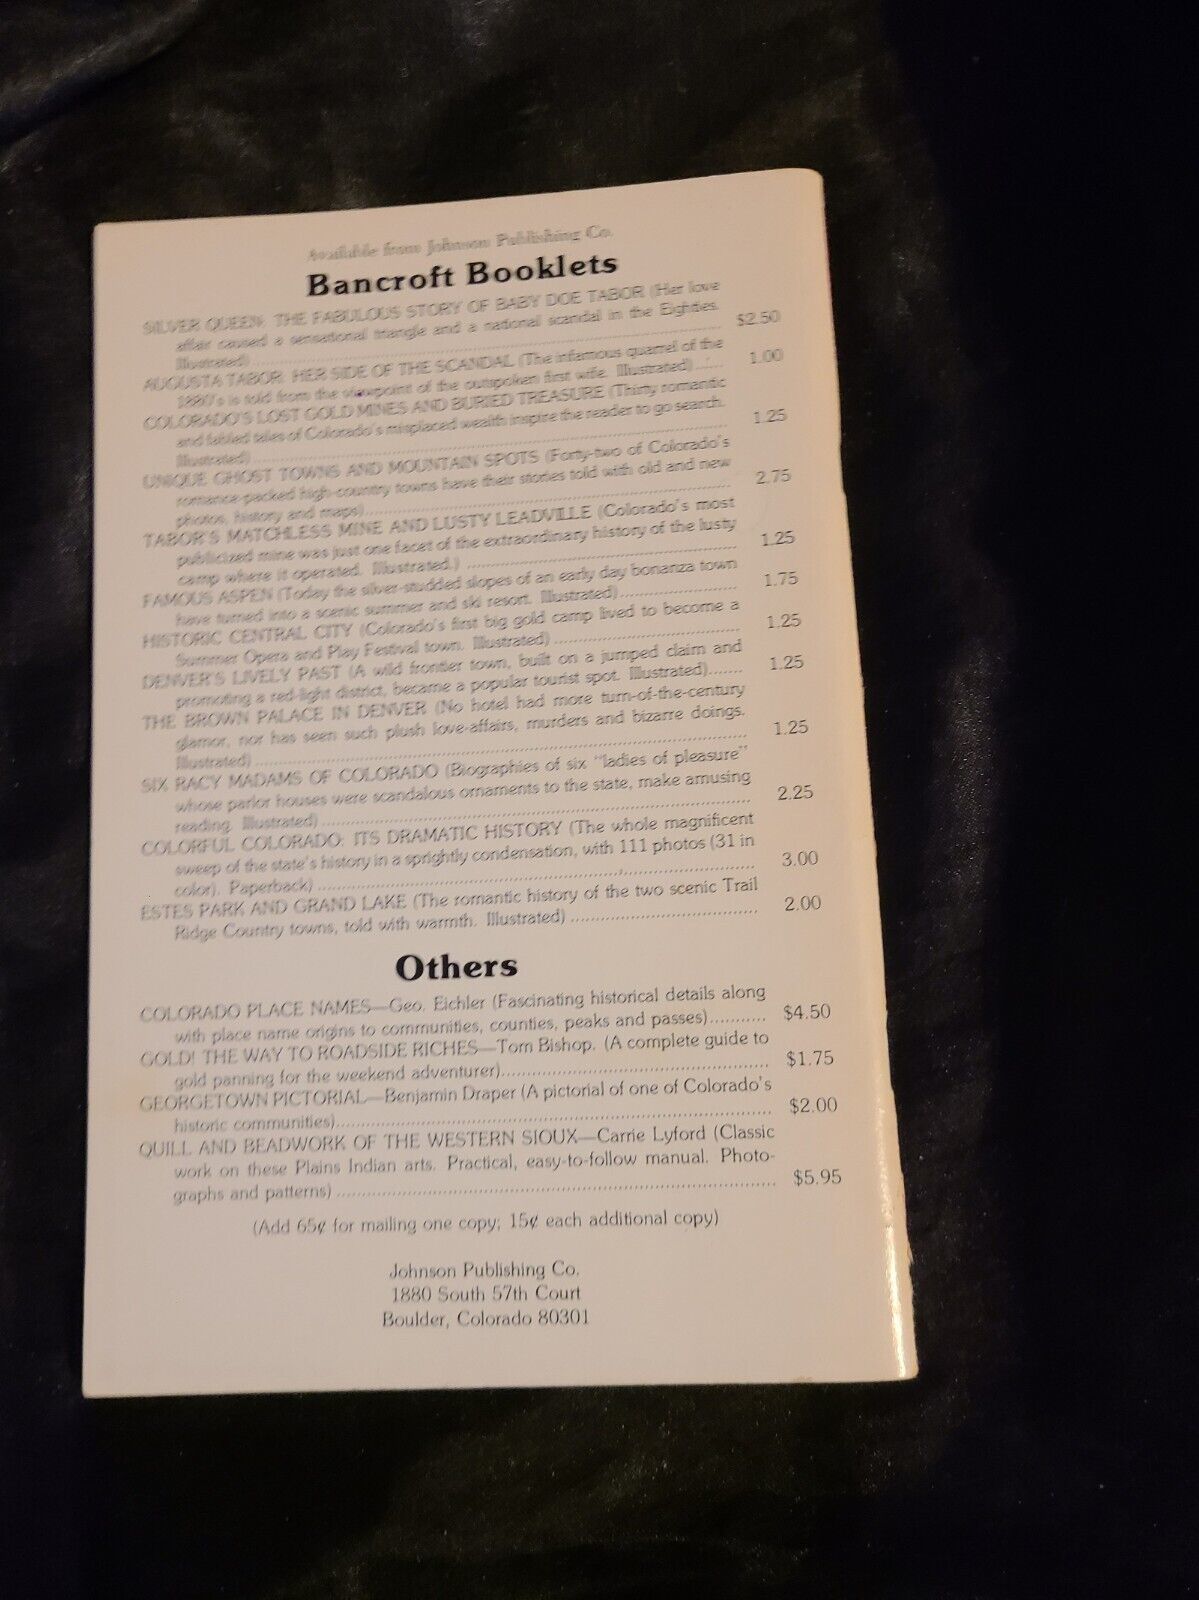 Available from Johnson Publishing Co.
Bancroft Booklets
SILVER QUEEN: THE FABULOUS STORY OF BABY DOE TABOR (Her love
affair caused a sensational triangle and a national scandal in the Eighties.
Illustrated) ........ $2.50
AUGUSTA TABOR: HER SIDE OF THE SCANDAL (The infamous quarrel of the
1880's is told from the viewpoint of the outspoken first wife. Illustrated) ...... 1.00
COLORADO'S LOST GOLD MINES AND BURIED TREASURE (Thirty romantic
and fabled tales of Colorado's misplaced wealth inspire the reader to go search.
Illustrated) ........ 1.25
UNIQUE GHOST TOWNS AND MOUNTAIN SPOTS (Forty-two of Colorado's
romance-packed high-country towns have their stories told with old and new
photos, history and maps) ........ 2.75
TABOR'S MATCHLESS MINE AND LUSTY LEADVILLE (Colorado's most
publicized mine was just one facet of the extraordinary history of the lusty
camp where it operated. Illustrated.) ........ 1.25
FAMOUS ASPEN (Today the silver-studded slopes of an early day bonanza town
have turned into a scenic summer and ski resort. Illustrated) ........ 1.75
HISTORIC CENTRAL CITY (Colorado's first big gold camp lived to become a
Summer Opera and Play Festival town. Illustrated) ........ 1.25
DENVER'S LIVELY PAST (A wild frontier town, built on a jumped claim and
promoting a red-light district, became a popular tourist spot. Illustrated) ....... 1.25
THE BROWN PALACE IN DENVER (No hotel had more turn-of-the-century
glamor, nor has seen such plush love-affairs, murders and bizarre doings.
Illustrated) ........ 1.25
SIX RACY MADAMS OF COLORADO (Biographies of six "ladies of pleasure"
whose parlor houses were scandalous ornaments to the state, make amusing
reading. Illustrated) ........ 2.25
COLORFUL COLORADO: ITS DRAMATIC HISTORY (The whole magnificent
sweep of the state's history in a sprightly condensation, with 111 photos (31 in
color). Paperback) ........ 3.00
ESTES PARK AND GRAND LAKE (The romantic history of the two scenic Trail
Ridge Country towns, told with warmth. Illustrated) ........ 2.00
Others
COLORADO PLACE NAMES—Geo. Eichler (Fascinating historical details along
with place name origins to communities, counties, peaks and passes) ........... $4.50
GOLD! THE WAY TO ROADSIDE RICHES—Tom Bishop. (A complete guide to
gold panning for the weekend adventurer) ........ $1.75
GEORGETOWN PICTORIAL—Benjamin Draper (A pictorial of one of Colorado's
historic communities) ........ $2.00
QUILL AND BEADWORK OF THE WESTERN SIOUX—Carrie Lyford (Classic
work on these Plains Indian arts. Practical, easy-to-follow manual. Photo-
graphs and patterns) ........ $5.95
(Add 65¢ for mailing one copy; 15¢ each additional copy)
Johnson Publishing Co.
1880 South 57th Court
Boulder, Colorado 80301